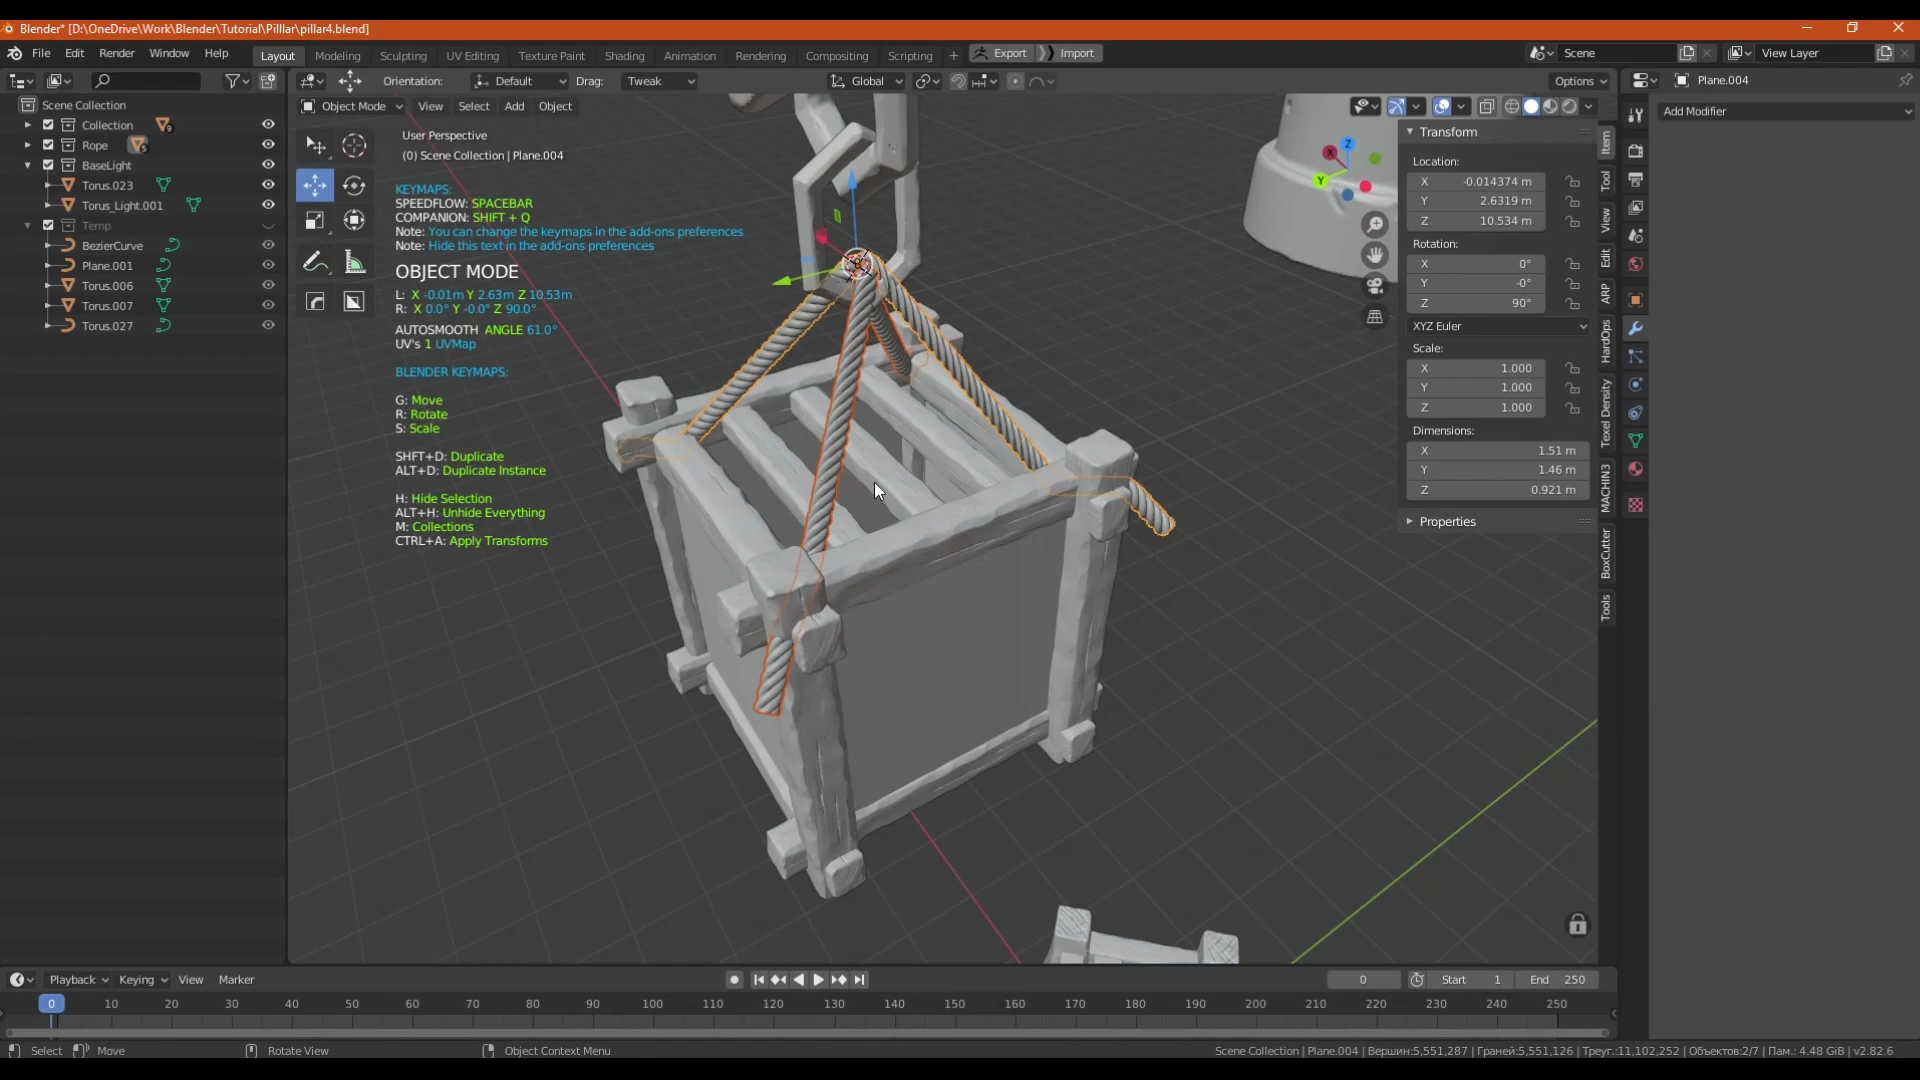 Blender* [D:\OneDrive\Work\Blender\Tutorial\Pilllar\pillar4.blend]
File Edit Render Window Help Layout Modeling Sculpting UV Editing Texture Paint Shading Animation Rendering Compositing Scripting + Export Import Scene View Layer
Orientation: Default Drag: Tweak Global Options Plane.004
Object Mode View Select Add Object
Add Modifier
Scene Collection
Collection 9
Rope 5
BaseLight
Torus.023
Torus_Light.001
Temp
BezierCurve
Plane.001
Torus.006
Torus.007
Torus.027
User Perspective
(0) Scene Collection | Plane.004
KEYMAPS:
SPEEDFLOW: SPACEBAR
COMPANION: SHIFT + Q
Note: You can change the keymaps in the add-ons preferences
Note: Hide this text in the add-ons preferences
OBJECT MODE
L: X -0.01m Y 2.63m Z 10.53m
R: X 0.0° Y -0.0° Z 90.0°
AUTOSMOOTH ANGLE 61.0°
UV's 1 UVMap
BLENDER KEYMAPS:
G: Move
R: Rotate
S: Scale
SHFT+D: Duplicate
ALT+D: Duplicate Instance
H: Hide Selection
ALT+H: Unhide Everything
M: Collections
CTRL+A: Apply Transforms
X
Y
Z
Transform
Location:
X -0.014374 m
Y 2.6319 m
Z 10.534 m
Rotation:
X 0°
Y -0°
Z 90°
XYZ Euler
Scale:
X 1.000
Y 1.000
Z 1.000
Dimensions:
X 1.51 m
Y 1.46 m
Z 0.921 m
Properties
Item
Tool
View
Edit
ARP
HardOps
Texel Density
MACHIN3
BoxCutter
Tools
Playback Keying View Marker 0 Start 1 End 250
0 10 20 30 40 50 60 70 80 90 100 110 120 130 140 150 160 170 180 190 200 210 220 230 240 250
Select Move Rotate View Object Context Menu Scene Collection | Plane.004 | Вершин:5,551,287 | Граней:5,551,126 | Треуг.:11,102,252 | Объектов:2/7 | Пам.: 4.48 GiB | v2.82.6